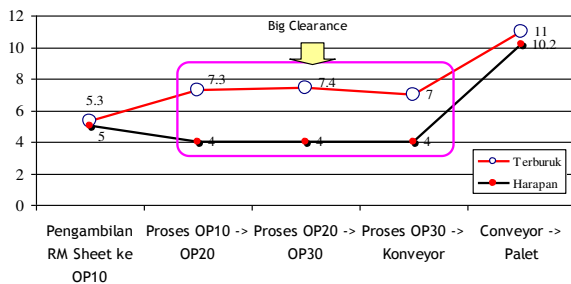 Big Clearance
12
10
8
6
4
2
0
5.3
7.3
7.4
7
11
5
4
4
4
10.2
Terburuk
Harapan
Pengambilan
RM Sheet ke
OP10
Proses OP10 ->
OP20
Proses OP20 ->
OP30
Proses OP30 ->
Konveyor
Conveyor ->
Palet